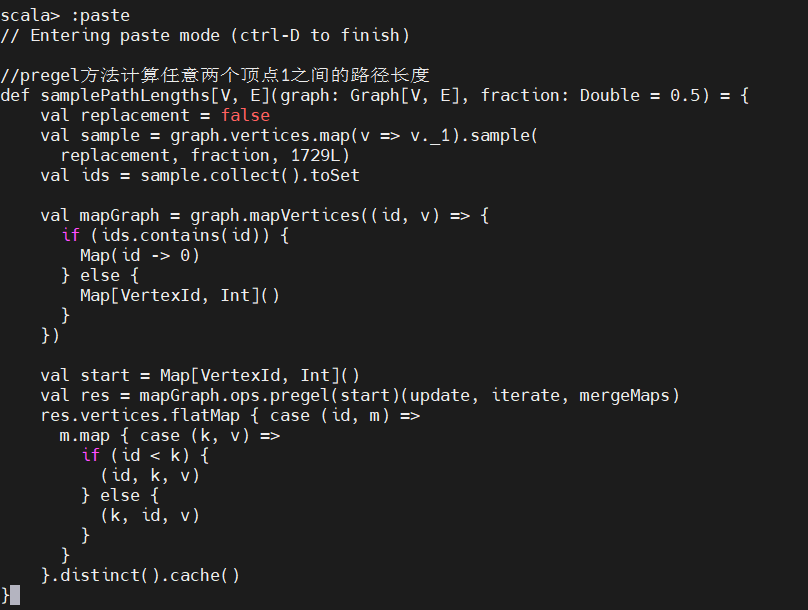 scala> :paste
// Entering paste mode (ctrl-D to finish)
//pregel方法计算任意两个顶点1之间的路径长度
def samplePathLengths[V, E](graph: Graph[V, E], fraction: Double = 0.5) = {
    val replacement = false
    val sample = graph.vertices.map(v => v._1).sample(
      replacement, fraction, 1729L)
    val ids = sample.collect().toSet
    val mapGraph = graph.mapVertices((id, v) => {
      if (ids.contains(id)) {
        Map(id -> 0)
      } else {
        Map[VertexId, Int]()
      }
    })
    val start = Map[VertexId, Int]()
    val res = mapGraph.ops.pregel(start)(update, iterate, mergeMaps)
    res.vertices.flatMap { case (id, m) =>
      m.map { case (k, v) =>
        if (id < k) {
          (id, k, v)
        } else {
          (k, id, v)
        }
      }
    }.distinct().cache()
}